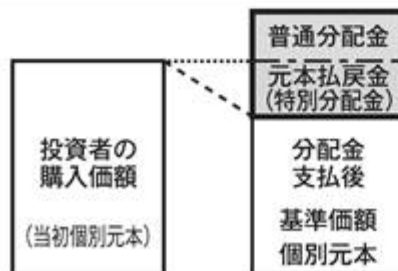 普通分配金
元本払戻金
(特別分配金)
投資者の
購入価額
(当初個別元本)
分配金
支払後
基準価額
個別元本